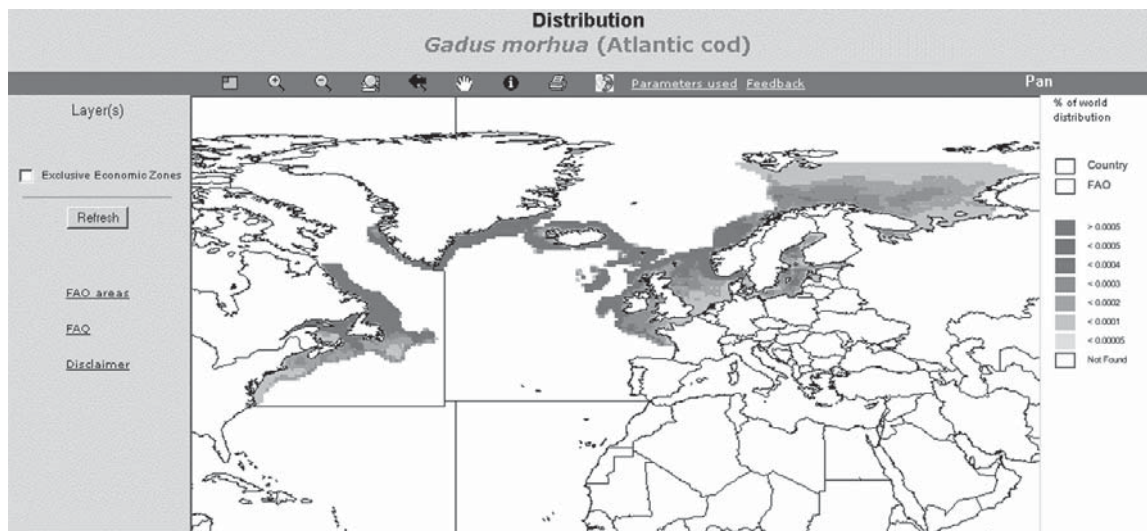 Distribution
Gadus morhua (Atlantic cod)
Parameters used Feedback Pan
Layer(s)
Exclusive Economic Zones
Refresh
FAO areas
FAQ
Disclaimer
% of world
distribution
Country
FAO
> 0.0005
< 0.0005
< 0.0004
< 0.0003
< 0.0002
< 0.0001
< 0.00005
Not Found